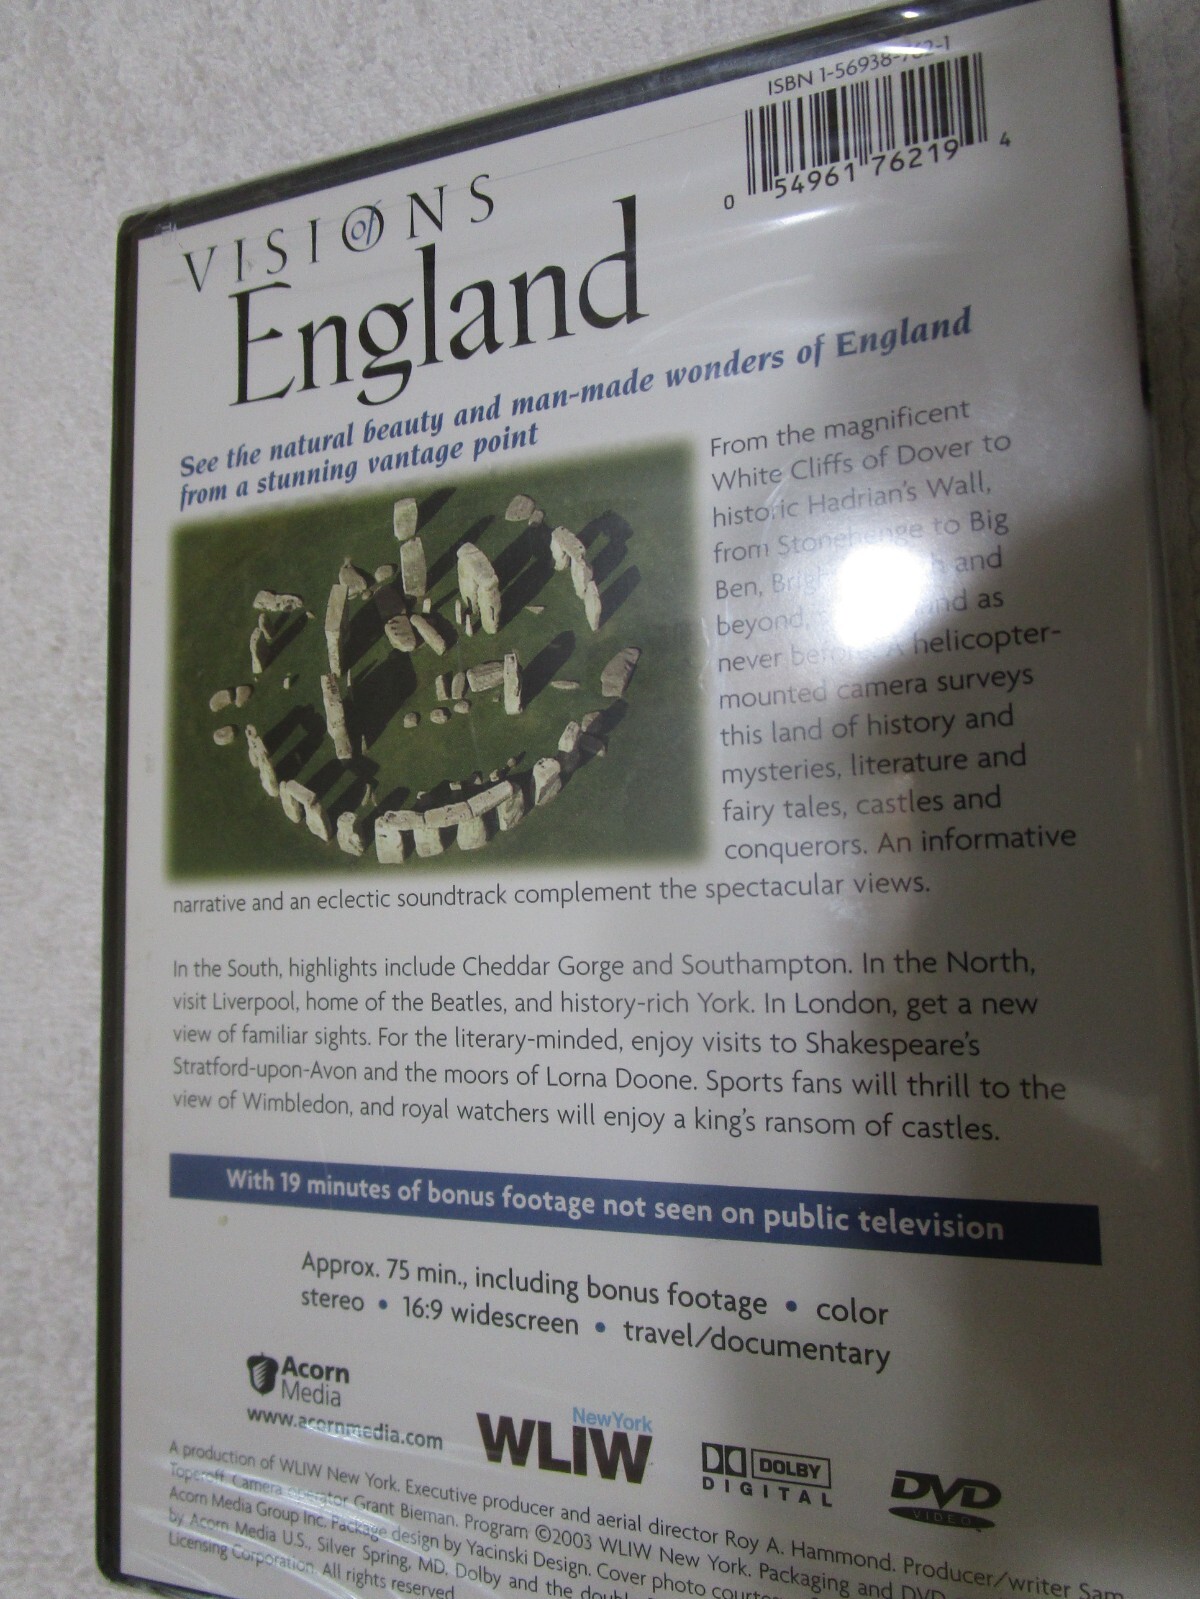 ISBN 1-56938-762-1
0 54961 76219 4
VISIONS
of
England
See the natural beauty and man-made wonders of England
from a stunning vantage point
From the magnificent
White Cliffs of Dover to
historic Hadrian's Wall,
from Stonehenge to Big
Ben, and
beyond, as
never before. A helicopter-
mounted camera surveys
this land of history and
mysteries, literature and
fairy tales, castles and
conquerors. An informative
narrative and an eclectic soundtrack complement the spectacular views.
In the South, highlights include Cheddar Gorge and Southampton. In the North,
visit Liverpool, home of the Beatles, and history-rich York. In London, get a new
view of familiar sights. For the literary-minded, enjoy visits to Shakespeare's
Stratford-upon-Avon and the moors of Lorna Doone. Sports fans will thrill to the
view of Wimbledon, and royal watchers will enjoy a king's ransom of castles.
With 19 minutes of bonus footage not seen on public television
Approx. 75 min., including bonus footage • color
stereo • 16:9 widescreen • travel/documentary
Acorn
Media
www.acornmedia.com
NewYork
WLIW
DOLBY
DIGITAL
DVD
VIDEO
A production of WLIW New York. Executive producer and aerial director Roy A. Hammond. Producer/writer Sam
Toperoff. Camera operator Grant Bieman. Program ©2003 WLIW New York. Packaging and DVD
Acorn Media Group Inc. Package design by Yacinski Design. Cover photo
by Acorn Media U.S., Silver Spring, MD. Dolby and the
Licensing Corporation. All rights reserved.